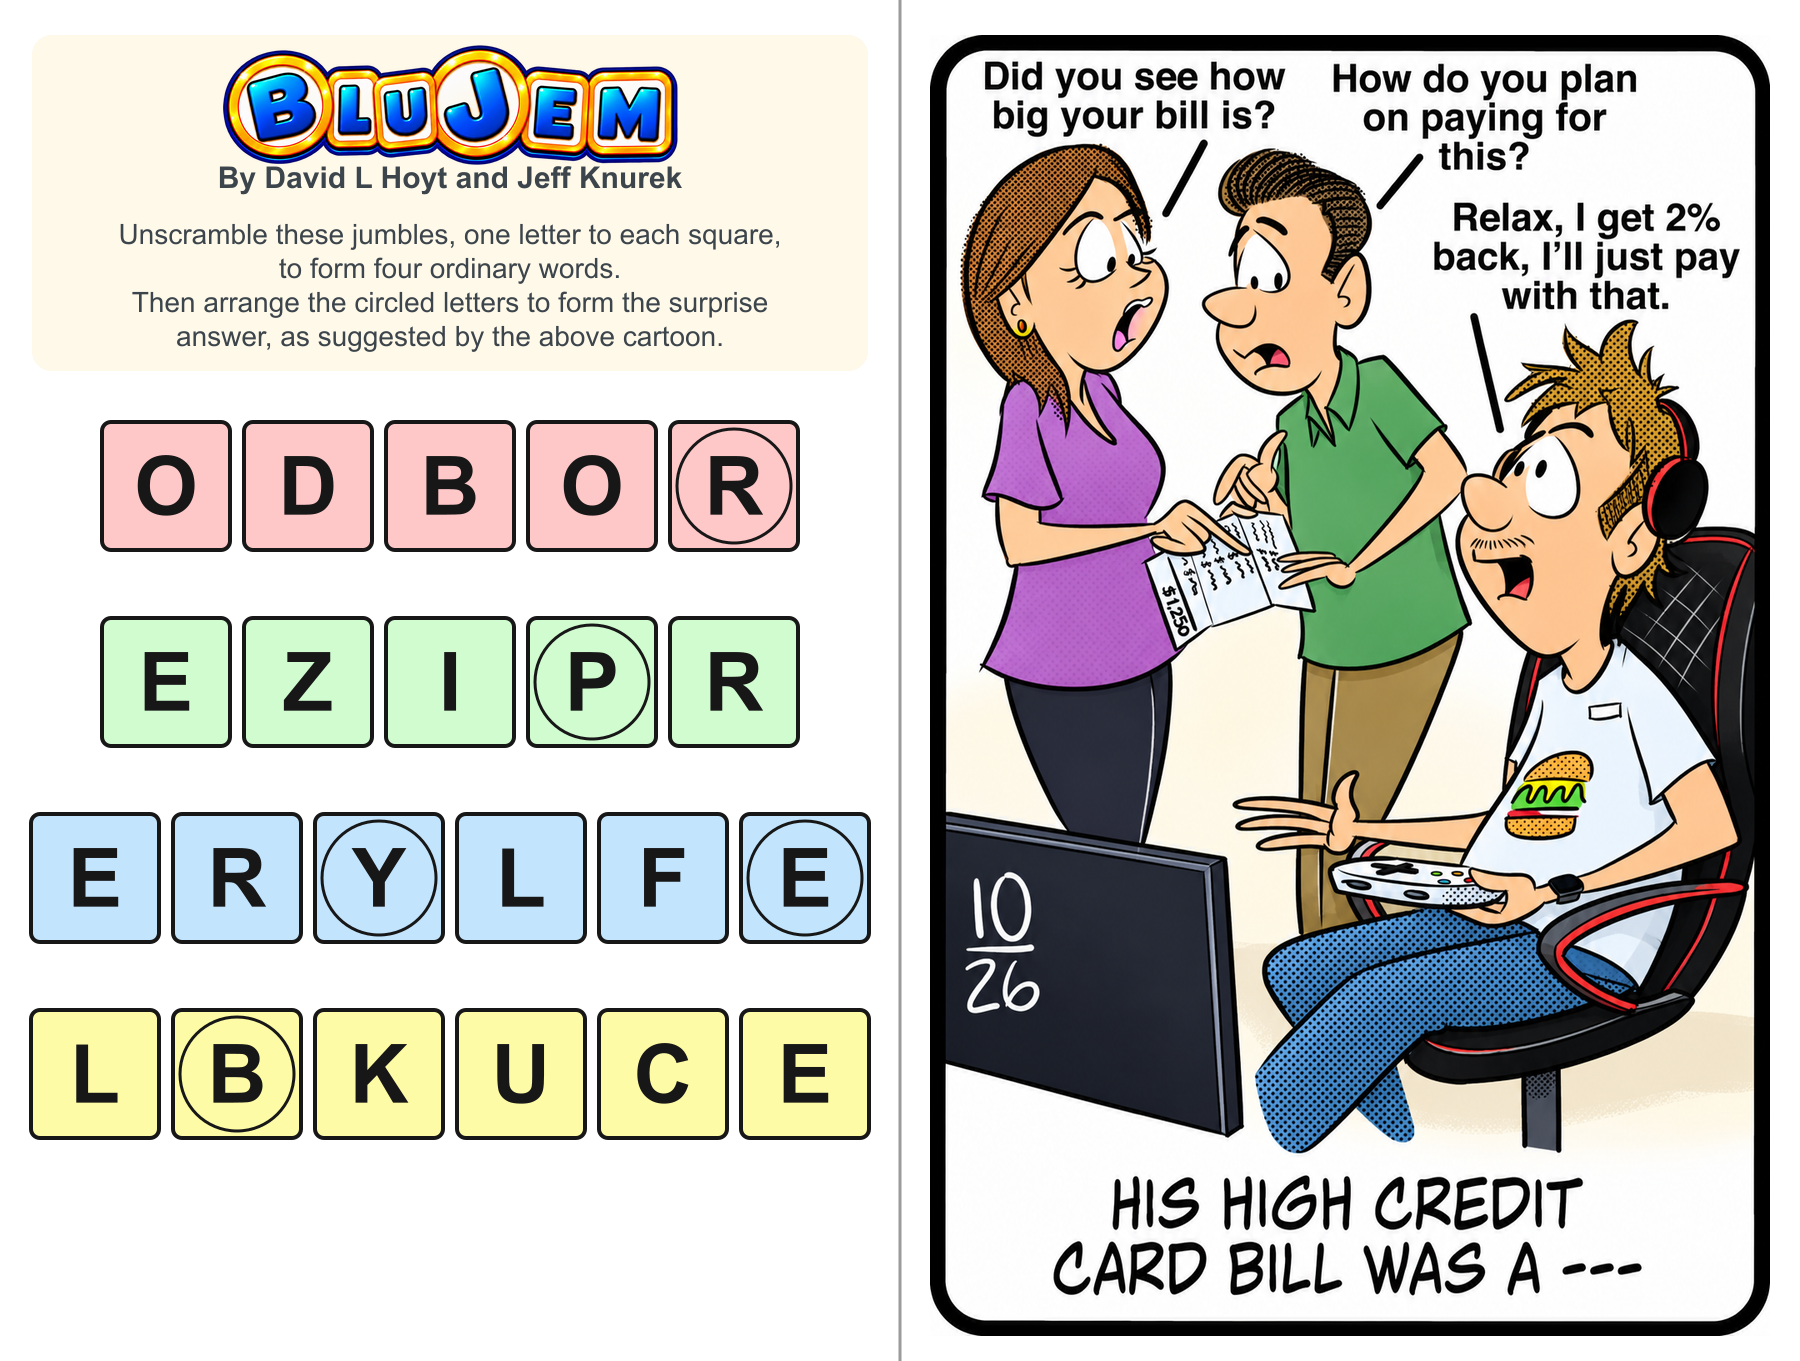 BLUJEM
By David L Hoyt and Jeff Knurek
Unscramble these jumbles, one letter to each square,
to form four ordinary words.
Then arrange the circled letters to form the surprise
answer, as suggested by the above cartoon.
O D B O R
E Z I P R
E R Y L F E
L B K U C E
Did you see how
big your bill is?
How do you plan
on paying for
this?
Relax, I get 2%
back, I'll just pay
with that.
$1,250
10
26
HIS HIGH CREDIT
CARD BILL WAS A ---